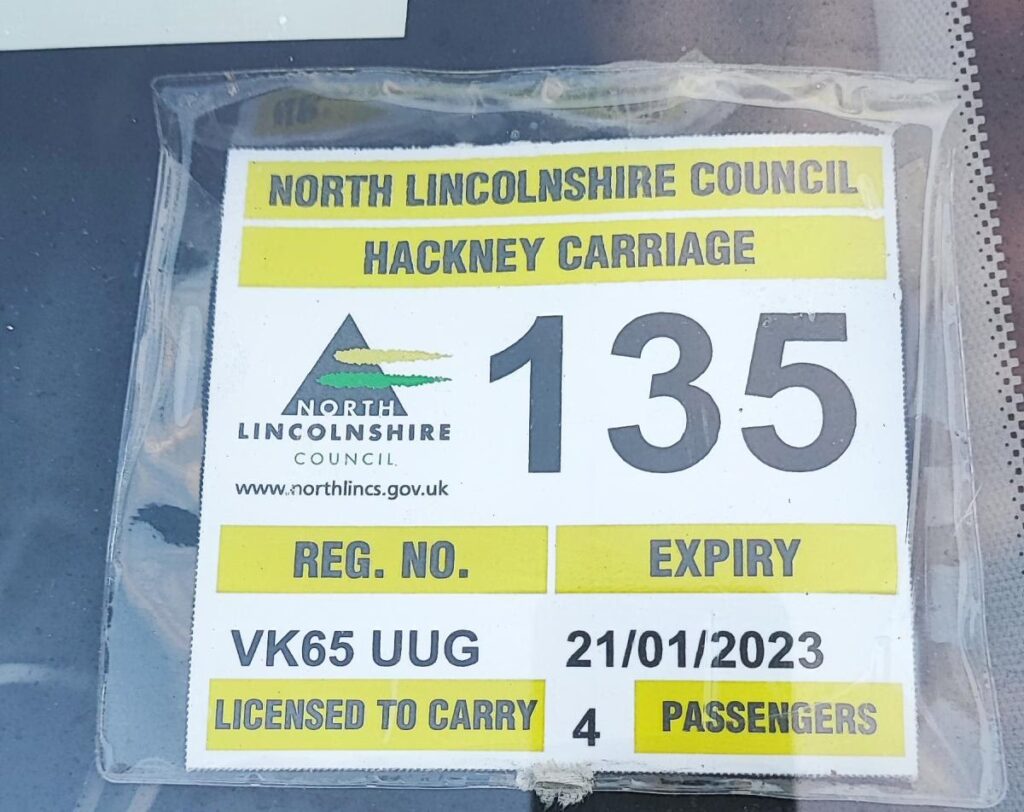 NORTH LINCOLNSHIRE COUNCIL
HACKNEY CARRIAGE
NORTH
LINCOLNSHIRE
COUNCIL
www.northlincs.gov.uk
135
REG. NO.
EXPIRY
VK65 UUG
21/01/2023
LICENSED TO CARRY
4
PASSENGERS